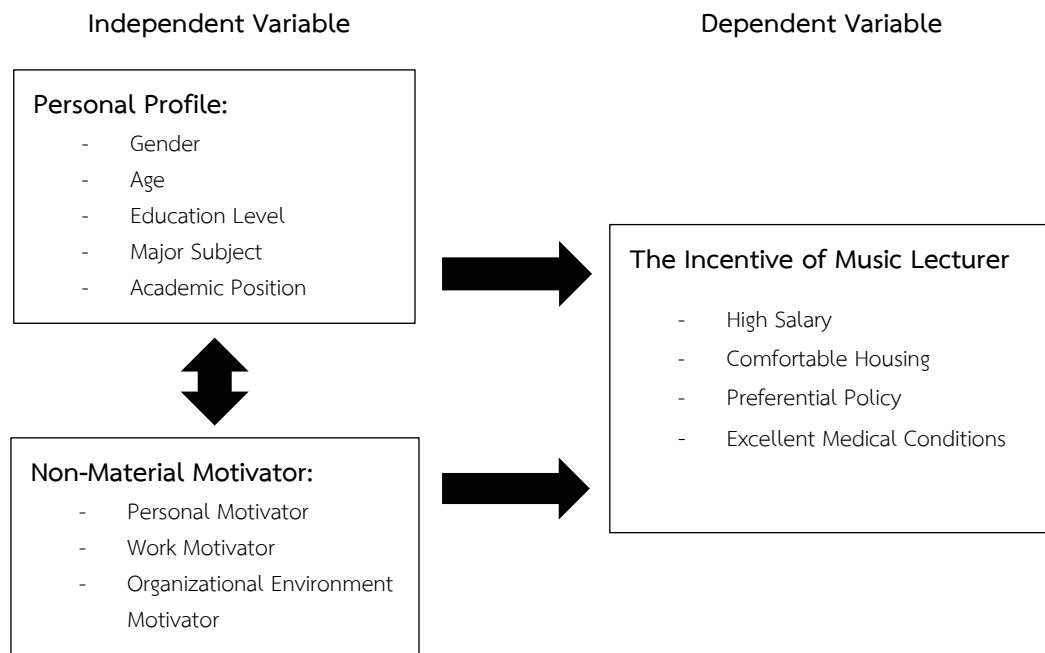 Independent Variable
Dependent Variable
Personal Profile:
- Gender
- Age
- Education Level
- Major Subject
- Academic Position
Non-Material Motivator:
- Personal Motivator
- Work Motivator
- Organizational Environment
Motivator
The Incentive of Music Lecturer
- High Salary
- Comfortable Housing
- Preferential Policy
- Excellent Medical Conditions